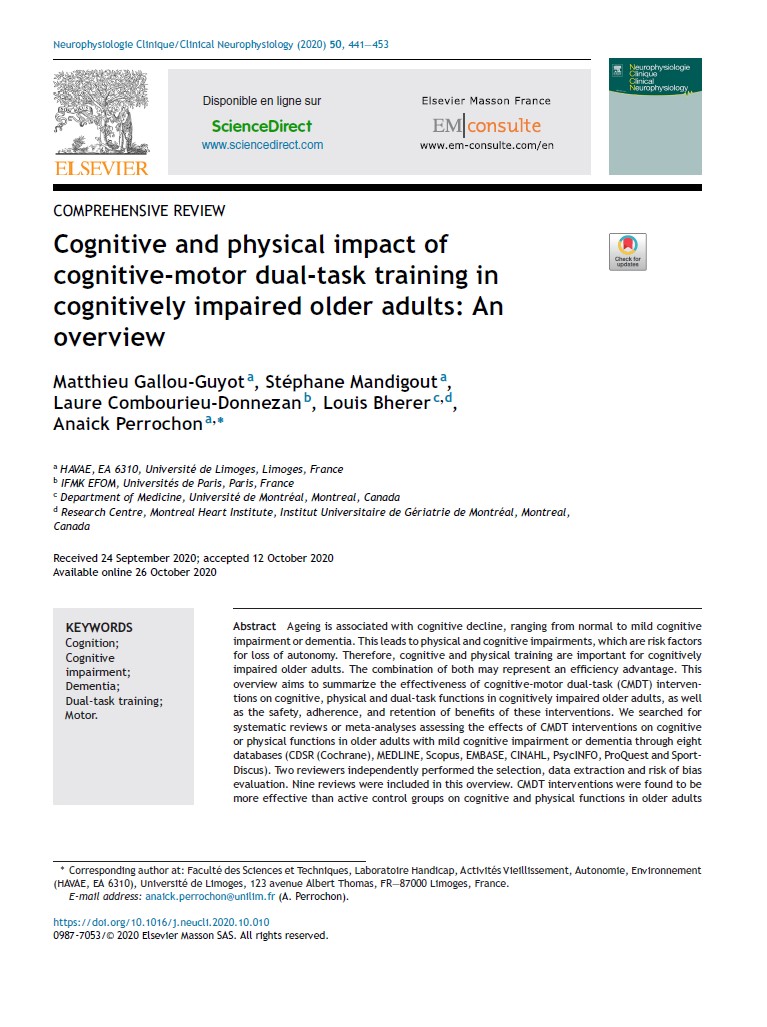 Neurophysiologie Clinique/Clinical Neurophysiology (2020) 50, 441—453
ELSEVIER
Disponible en ligne sur
ScienceDirect
www.sciencedirect.com
Elsevier Masson France
EM|consulte
www.em-consulte.com/en
Neurophysiologie
Clinique
Clinical
Neurophysiology
COMPREHENSIVE REVIEW
Cognitive and physical impact of
cognitive-motor dual-task training in
cognitively impaired older adults: An
overview
Check for
updates
Matthieu Gallou-Guyot a, Stéphane Mandigout a,
Laure Combourieu-Donnezan b, Louis Bherer c,d,
Anaick Perrochon a,*
a HAVAE, EA 6310, Université de Limoges, Limoges, France
b IFMK EFOM, Universités de Paris, Paris, France
c Department of Medicine, Université de Montréal, Montreal, Canada
d Research Centre, Montreal Heart Institute, Institut Universitaire de Gériatrie de Montréal, Montreal,
Canada
Received 24 September 2020; accepted 12 October 2020
Available online 26 October 2020
KEYWORDS
Cognition;
Cognitive
impairment;
Dementia;
Dual-task training;
Motor.
Abstract Ageing is associated with cognitive decline, ranging from normal to mild cognitive
impairment or dementia. This leads to physical and cognitive impairments, which are risk factors
for loss of autonomy. Therefore, cognitive and physical training are important for cognitively
impaired older adults. The combination of both may represent an efficiency advantage. This
overview aims to summarize the effectiveness of cognitive-motor dual-task (CMDT) interven-
tions on cognitive, physical and dual-task functions in cognitively impaired older adults, as well
as the safety, adherence, and retention of benefits of these interventions. We searched for
systematic reviews or meta-analyses assessing the effects of CMDT interventions on cognitive
or physical functions in older adults with mild cognitive impairment or dementia through eight
databases (CDSR (Cochrane), MEDLINE, Scopus, EMBASE, CINAHL, PsycINFO, ProQuest and Sport-
Discus). Two reviewers independently performed the selection, data extraction and risk of bias
evaluation. Nine reviews were included in this overview. CMDT interventions were found to be
more effective than active control groups on cognitive and physical functions in older adults
* Corresponding author at: Faculté des Sciences et Techniques, Laboratoire Handicap, Activités Vieillissement, Autonomie, Environnement
(HAVAE, EA 6310), Université de Limoges, 123 avenue Albert Thomas, FR—87000 Limoges, France.
E-mail address: anaick.perrochon@unilim.fr (A. Perrochon).
https://doi.org/10.1016/j.neucli.2020.10.010
0987-7053/© 2020 Elsevier Masson SAS. All rights reserved.